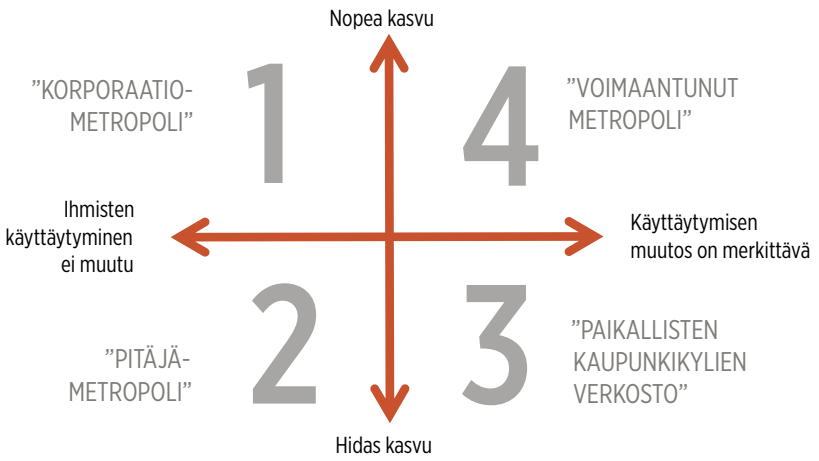 Nopea kasvu
”KORPORAATIO-
METROPOLI”
1
4
”VOIMAANTUNUT
METROPOLI”
Ihmisten
käyttäytyminen
ei muutu
Käyttäytymisen
muutos on merkittävä
”PITÄJÄ-
METROPOLI”
2
3
”PAIKALLISTEN
KAUPUNKIKYLIEN
VERKOSTO”
Hidas kasvu